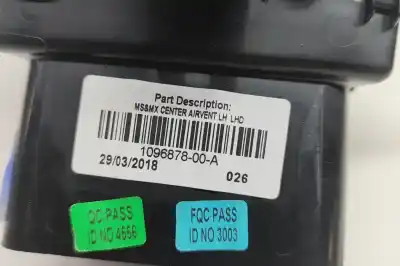 Part Description:
MS&MX CENTER AIRVENT LH LHD
1096878-00-A
29/03/2018
026
QC PASS
ID NO 4656
FQC PASS
ID NO 3003